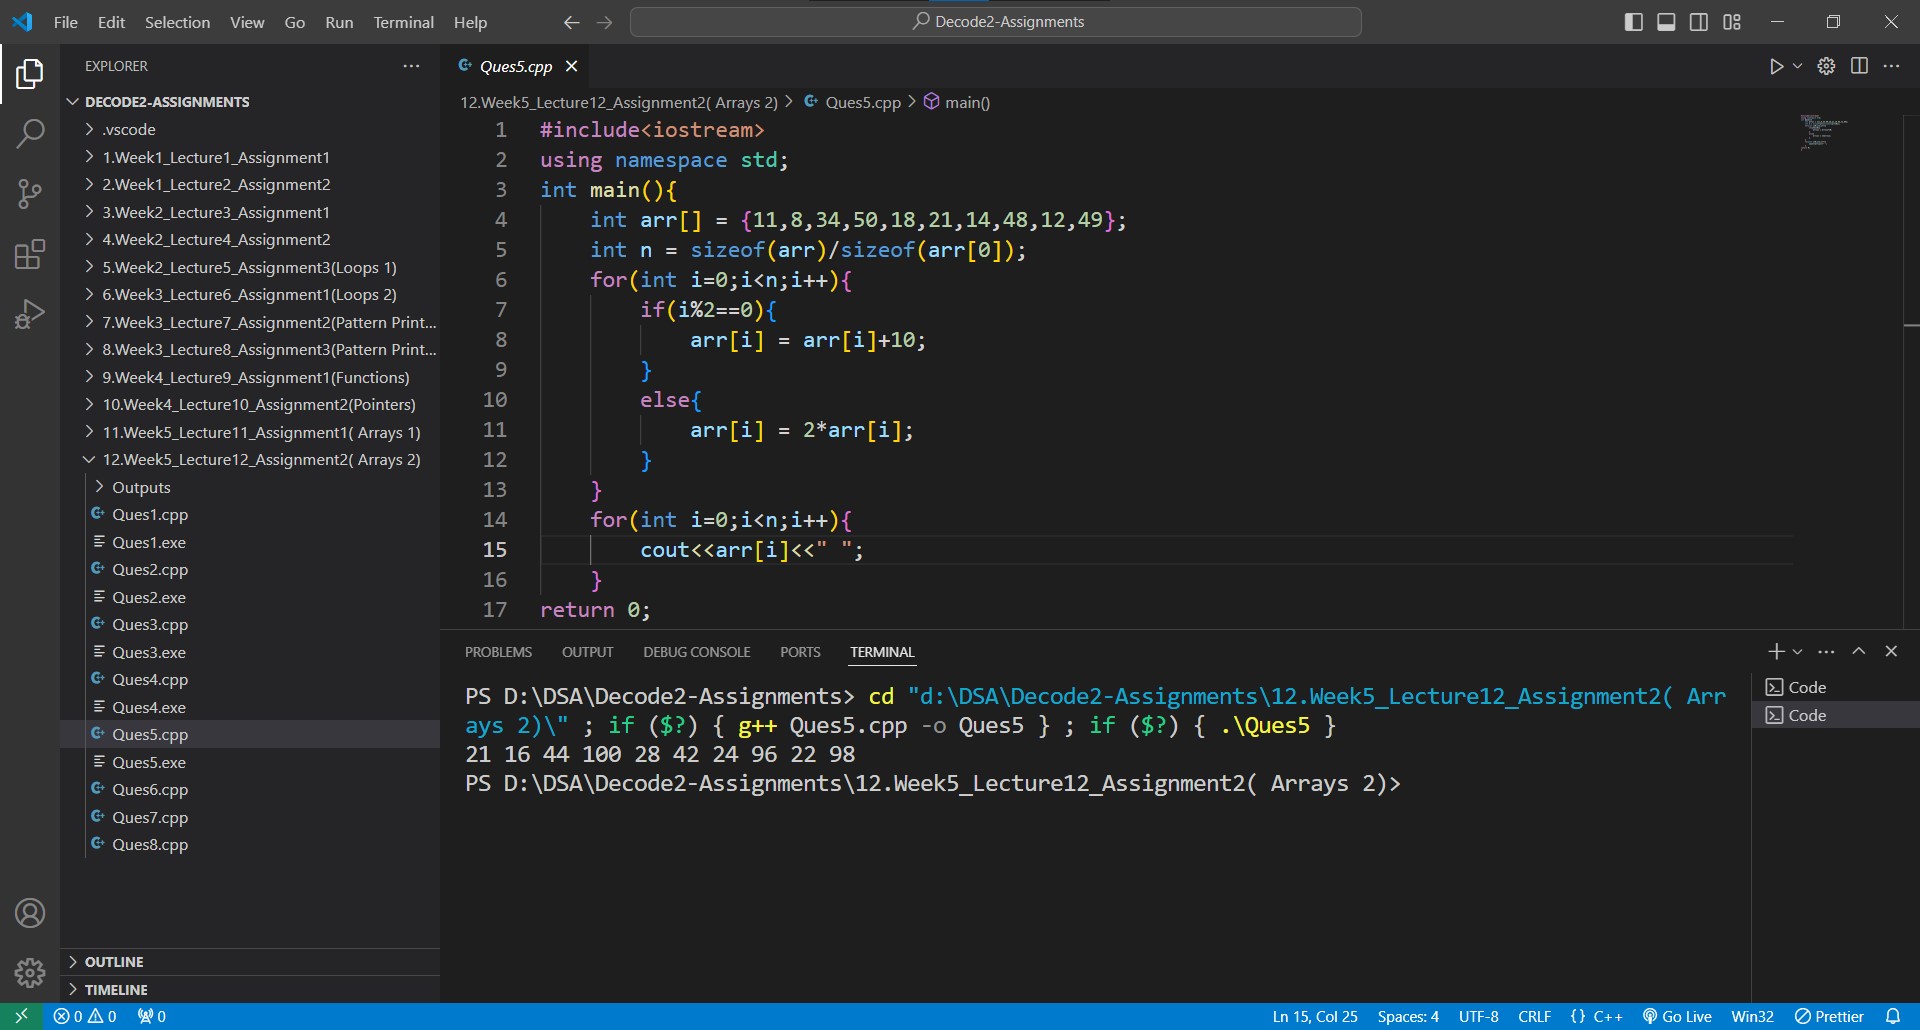 File Edit Selection View Go Run Terminal Help
Decode2-Assignments
EXPLORER
DECODE2-ASSIGNMENTS
.vscode
1.Week1_Lecture1_Assignment1
2.Week1_Lecture2_Assignment2
3.Week2_Lecture3_Assignment1
4.Week2_Lecture4_Assignment2
5.Week2_Lecture5_Assignment3(Loops 1)
6.Week3_Lecture6_Assignment1(Loops 2)
7.Week3_Lecture7_Assignment2(Pattern Print...
8.Week3_Lecture8_Assignment3(Pattern Print...
9.Week4_Lecture9_Assignment1(Functions)
10.Week4_Lecture10_Assignment2(Pointers)
11.Week5_Lecture11_Assignment1( Arrays 1)
12.Week5_Lecture12_Assignment2( Arrays 2)
Outputs
Ques1.cpp
Ques1.exe
Ques2.cpp
Ques2.exe
Ques3.cpp
Ques3.exe
Ques4.cpp
Ques4.exe
Ques5.cpp
Ques5.exe
Ques6.cpp
Ques7.cpp
Ques8.cpp
OUTLINE
TIMELINE
Ques5.cpp
12.Week5_Lecture12_Assignment2( Arrays 2) > Ques5.cpp > main()
1 #include<iostream>
2 using namespace std;
3 int main(){
4     int arr[] = {11,8,34,50,18,21,14,48,12,49};
5     int n = sizeof(arr)/sizeof(arr[0]);
6     for(int i=0;i<n;i++){
7         if(i%2==0){
8             arr[i] = arr[i]+10;
9         }
10         else{
11             arr[i] = 2*arr[i];
12         }
13     }
14     for(int i=0;i<n;i++){
15         cout<<arr[i]<<" ";
16     }
17 return 0;
PROBLEMS OUTPUT DEBUG CONSOLE PORTS TERMINAL
PS D:\DSA\Decode2-Assignments> cd "d:\DSA\Decode2-Assignments\12.Week5_Lecture12_Assignment2( Arr
ays 2)\" ; if ($?) { g++ Ques5.cpp -o Ques5 } ; if ($?) { .\Ques5 }
21 16 44 100 28 42 24 96 22 98
PS D:\DSA\Decode2-Assignments\12.Week5_Lecture12_Assignment2( Arrays 2)>
Code
Code
0 0 0 Ln 15, Col 25 Spaces: 4 UTF-8 CRLF {} C++ Go Live Win32 Prettier